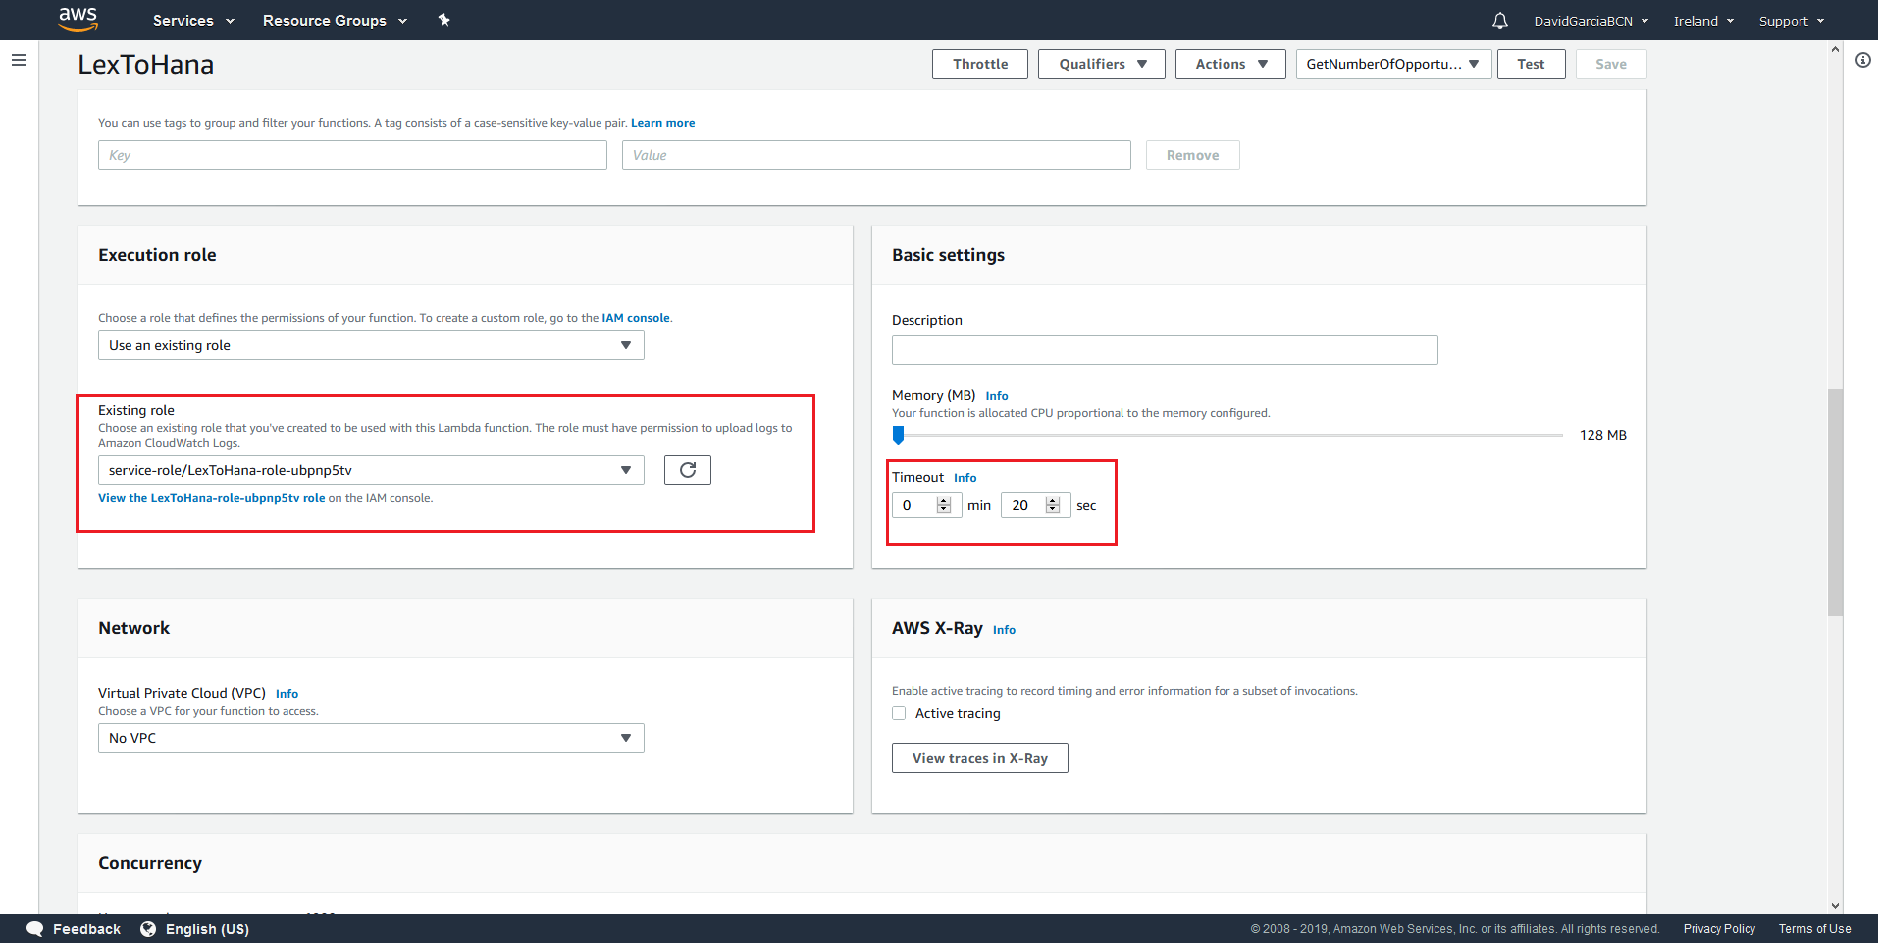 aws Services Resource Groups DavidGarciaBCN Ireland Support
LexToHana Throttle Qualifiers Actions GetNumberOfOpportu... Test Save
You can use tags to group and filter your functions. A tag consists of a case-sensitive key-value pair. Learn more
Key Value Remove
Execution role
Choose a role that defines the permissions of your function. To create a custom role, go to the IAM console.
Use an existing role
Existing role
Choose an existing role that you've created to be used with this Lambda function. The role must have permission to upload logs to
Amazon CloudWatch Logs.
service-role/LexToHana-role-ubpnp5tv
View the LexToHana-role-ubpnp5tv role on the IAM console.
Basic settings
Description
Memory (MB) Info
Your function is allocated CPU proportional to the memory configured.
128 MB
Timeout Info
0 min 20 sec
Network
Virtual Private Cloud (VPC) Info
Choose a VPC for your function to access.
No VPC
AWS X-Ray Info
Enable active tracing to record timing and error information for a subset of invocations.
Active tracing
View traces in X-Ray
Concurrency
Feedback English (US) © 2008 - 2019, Amazon Web Services, Inc. or its affiliates. All rights reserved. Privacy Policy Terms of Use